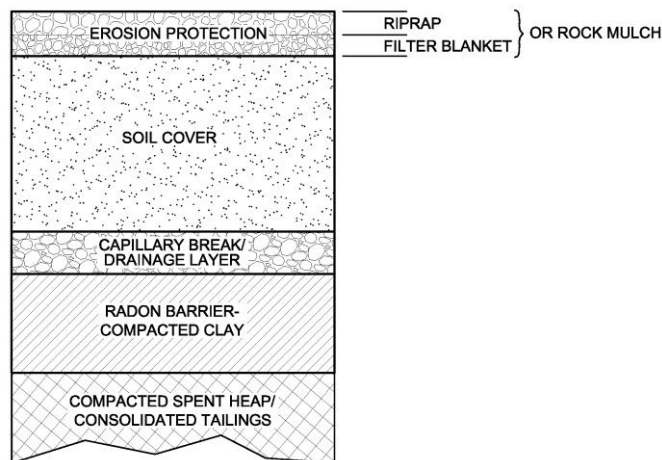 EROSION PROTECTION
RIPRAP
FILTER BLANKET
OR ROCK MULCH
SOIL COVER
CAPILLARY BREAK/
DRAINAGE LAYER
RADON BARRIER-
COMPACTED CLAY
COMPACTED SPENT HEAP/
CONSOLIDATED TAILINGS